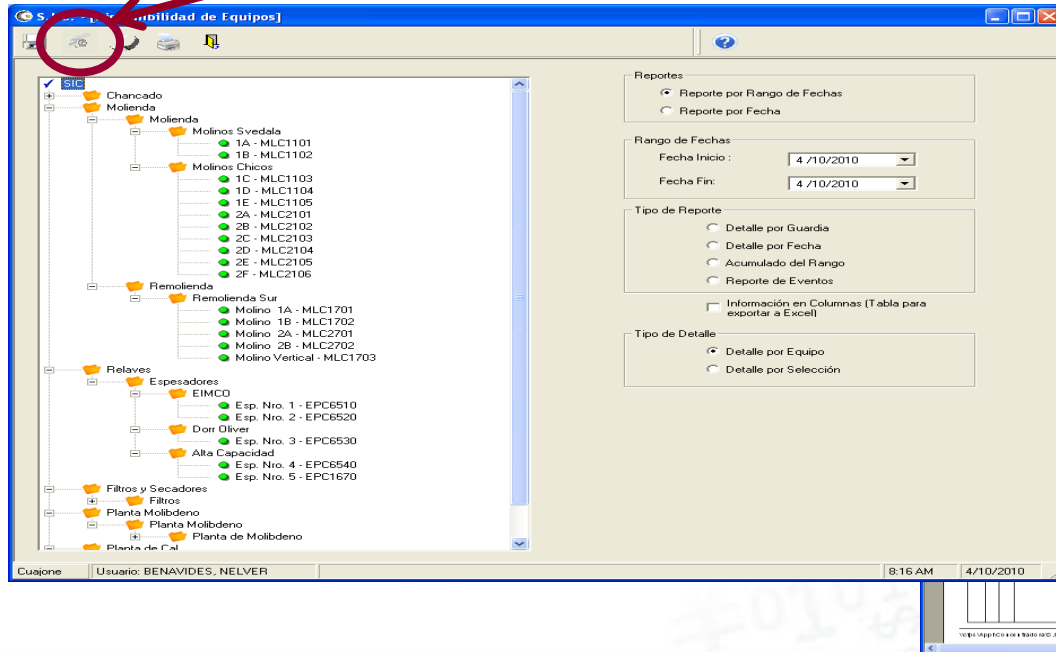 [Disponibilidad de Equipos]
SIC
Chancado
Molienda
Molienda
Molinos Svedala
1A - MLC1101
1B - MLC1102
Molinos Chicos
1C - MLC1103
1D - MLC1104
1E - MLC1105
2A - MLC2101
2B - MLC2102
2C - MLC2103
2D - MLC2104
2E - MLC2105
2F - MLC2106
Remolienda
Remolienda Sur
Molino 1A - MLC1701
Molino 1B - MLC1702
Molino 2A - MLC2701
Molino 2B - MLC2702
Molino Vertical - MLC1703
Relaves
Espesadores
EIMCO
Esp. Nro. 1 - EPC6510
Esp. Nro. 2 - EPC6520
Dorr Oliver
Esp. Nro. 3 - EPC6530
Alta Capacidad
Esp. Nro. 4 - EPC6540
Esp. Nro. 5 - EPC1670
Filtros y Secadores
Filtros
Planta Molibdeno
Planta Molibdeno
Planta de Molibdeno
Planta de Cal
Reportes
Reporte por Rango de Fechas
Reporte por Fecha
Rango de Fechas
Fecha Inicio : 4 /10/2010
Fecha Fin: 4 /10/2010
Tipo de Reporte
Detalle por Guardia
Detalle por Fecha
Acumulado del Rango
Reporte de Eventos
Información en Columnas (Tabla para
exportar a Excel)
Tipo de Detalle
Detalle por Equipo
Detalle por Selección
Cuajone Usuario: BENAVIDES, NELVER 8:16 AM 4/10/2010